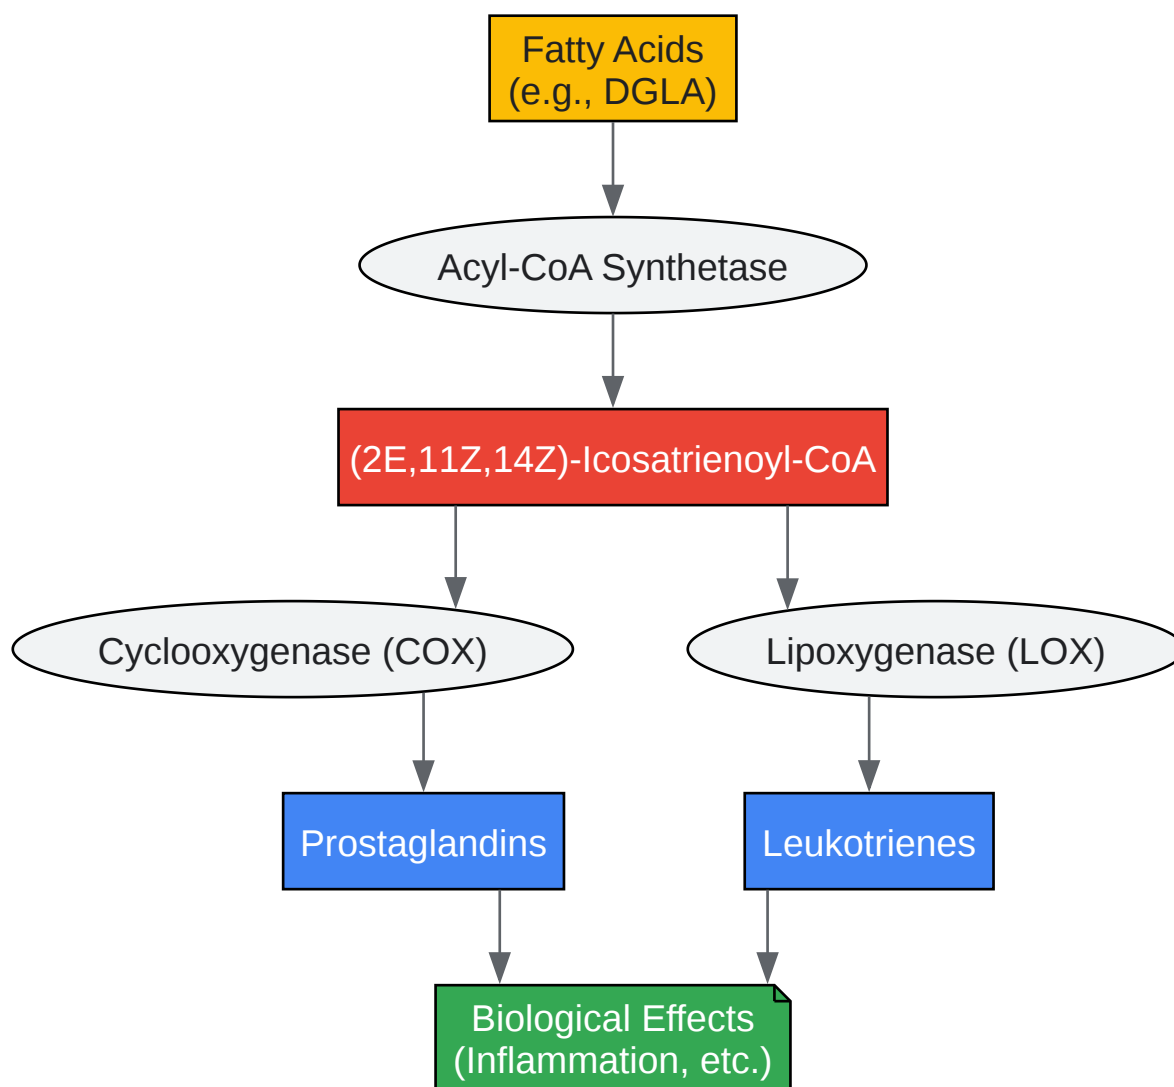 Fatty Acids
(e.g., DGLA)
Acyl-CoA Synthetase
(2E,11Z,14Z)-Icosatrienoyl-CoA
Cyclooxygenase (COX)
Lipoxygenase (LOX)
Prostaglandins
Leukotrienes
Biological Effects
(Inflammation, etc.)